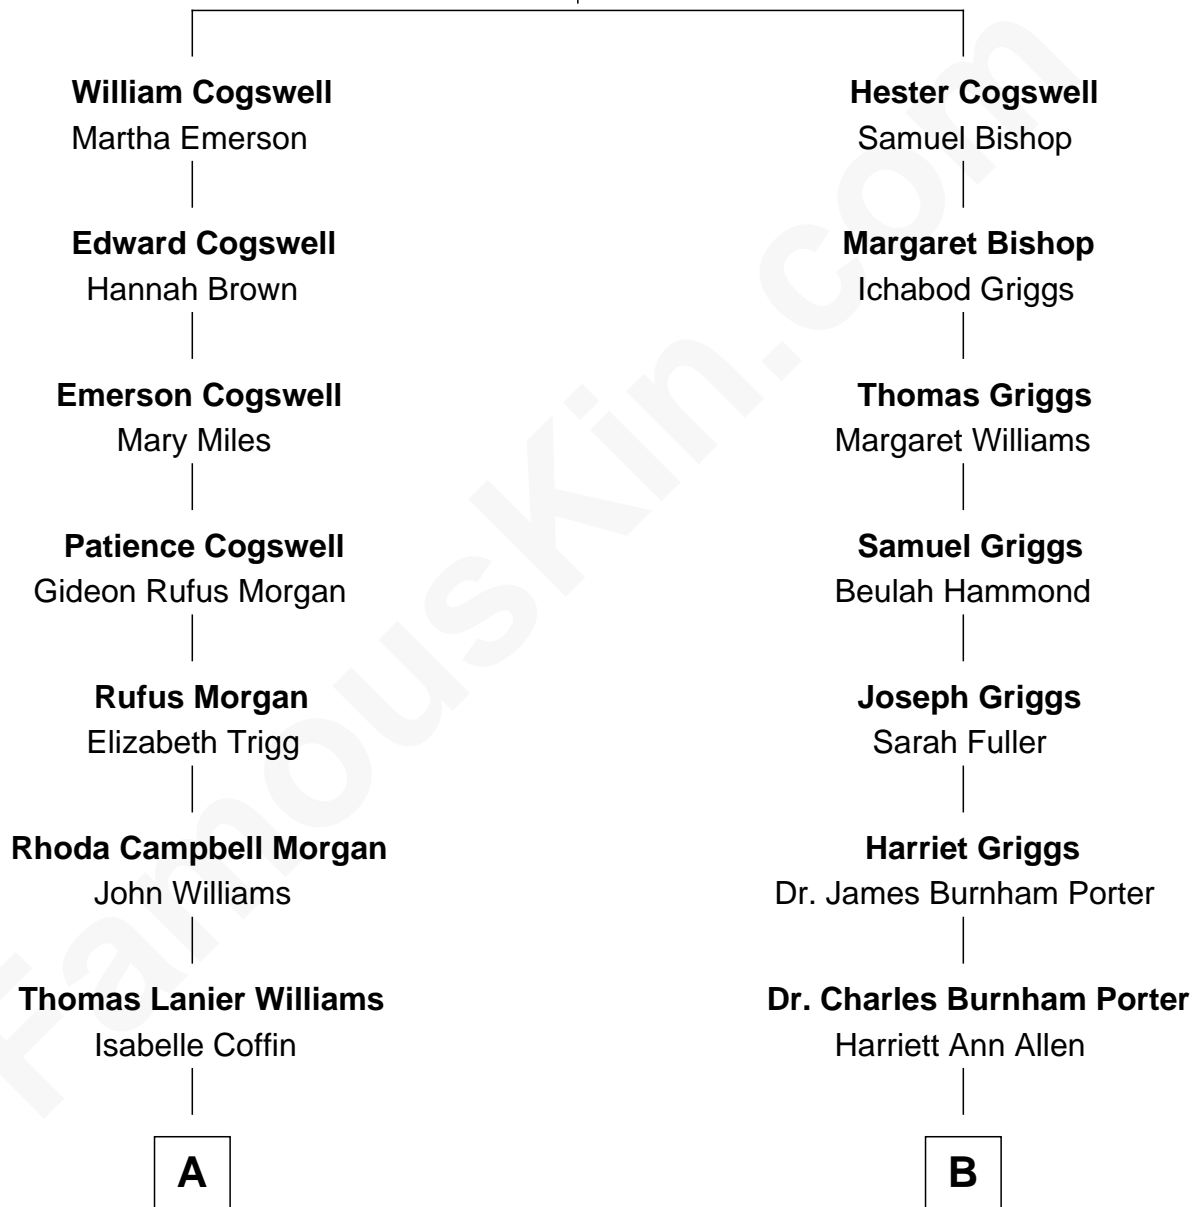 William Cogswell
Martha Emerson
Edward Cogswell
Hannah Brown
Emerson Cogswell
Mary Miles
Patience Cogswell
Gideon Rufus Morgan
Rufus Morgan
Elizabeth Trigg
Rhoda Campbell Morgan
John Williams
Thomas Lanier Williams
Isabelle Coffin
A
Hester Cogswell
Samuel Bishop
Margaret Bishop
Ichabod Griggs
Thomas Griggs
Margaret Williams
Samuel Griggs
Beulah Hammond
Joseph Griggs
Sarah Fuller
Harriet Griggs
Dr. James Burnham Porter
Dr. Charles Burnham Porter
Harriett Ann Allen
B
FamousKin.com